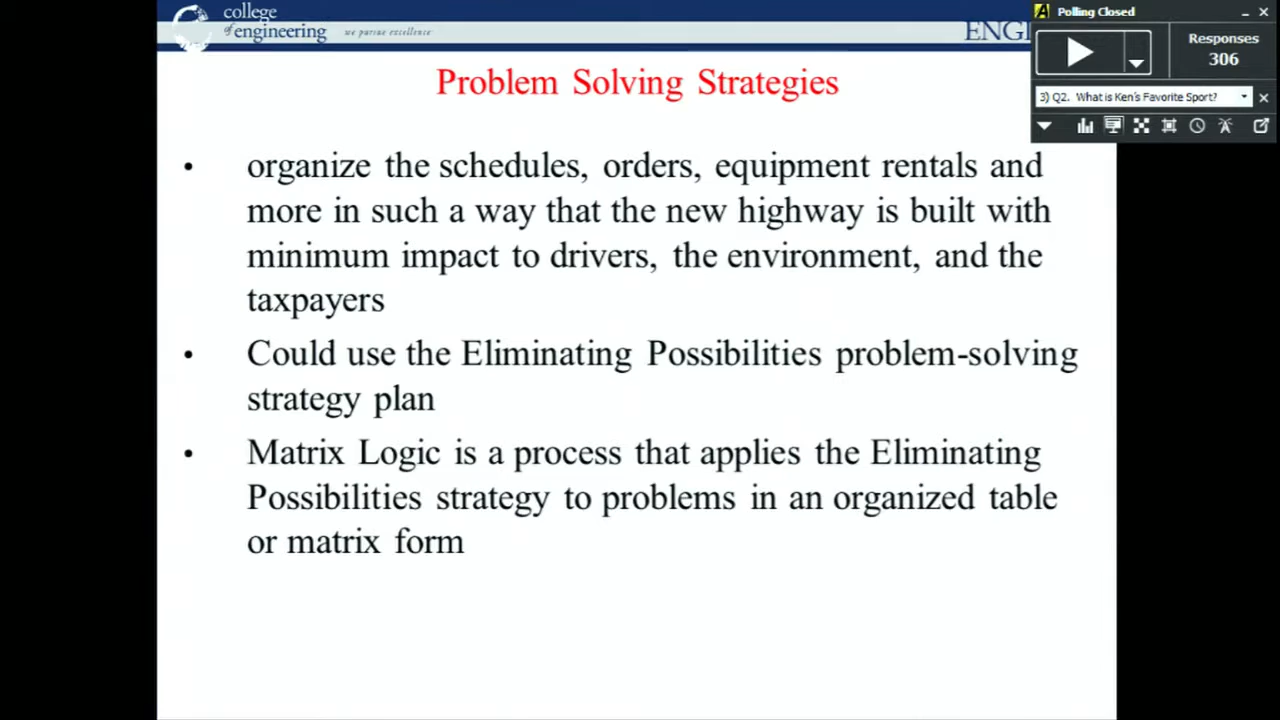 college
of engineering
we pursue excellence
ENGI
Polling Closed
Responses
306
3) Q2. What is Ken's Favorite Sport?
Problem Solving Strategies
• organize the schedules, orders, equipment rentals and
more in such a way that the new highway is built with
minimum impact to drivers, the environment, and the
taxpayers
• Could use the Eliminating Possibilities problem-solving
strategy plan
• Matrix Logic is a process that applies the Eliminating
Possibilities strategy to problems in an organized table
or matrix form